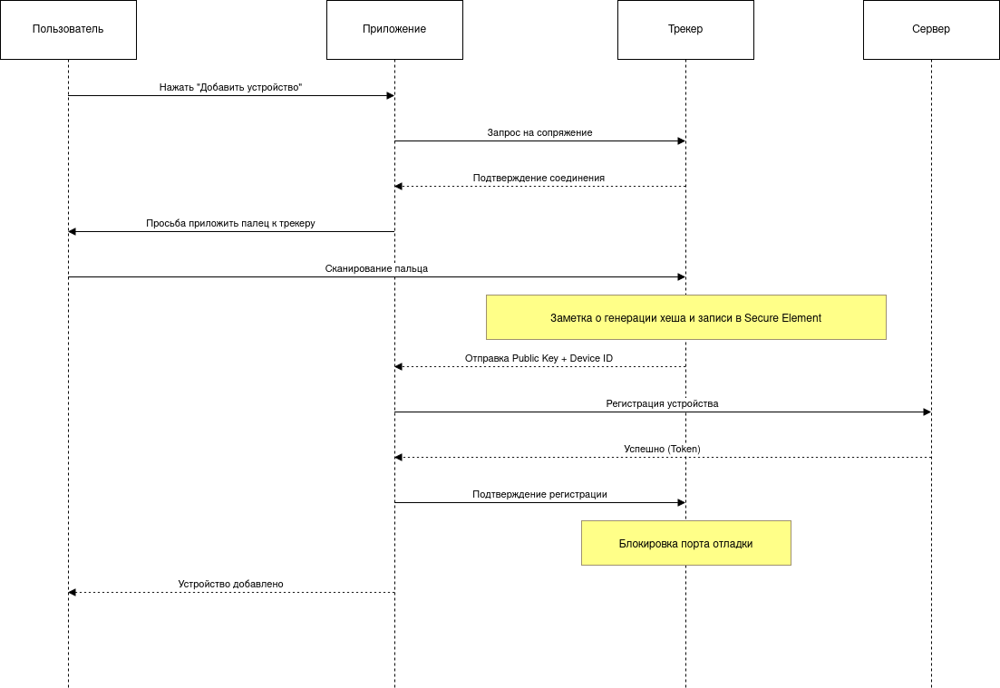 Пользователь
Приложение
Трекер
Сервер
Нажать "Добавить устройство"
Запрос на сопряжение
Подтверждение соединения
Просьба приложить палец к трекеру
Сканирование пальца
Заметка о генерации хеша и записи в Secure Element
Отправка Public Key + Device ID
Регистрация устройства
Успешно (Token)
Подтверждение регистрации
Блокировка порта отладки
Устройство добавлено